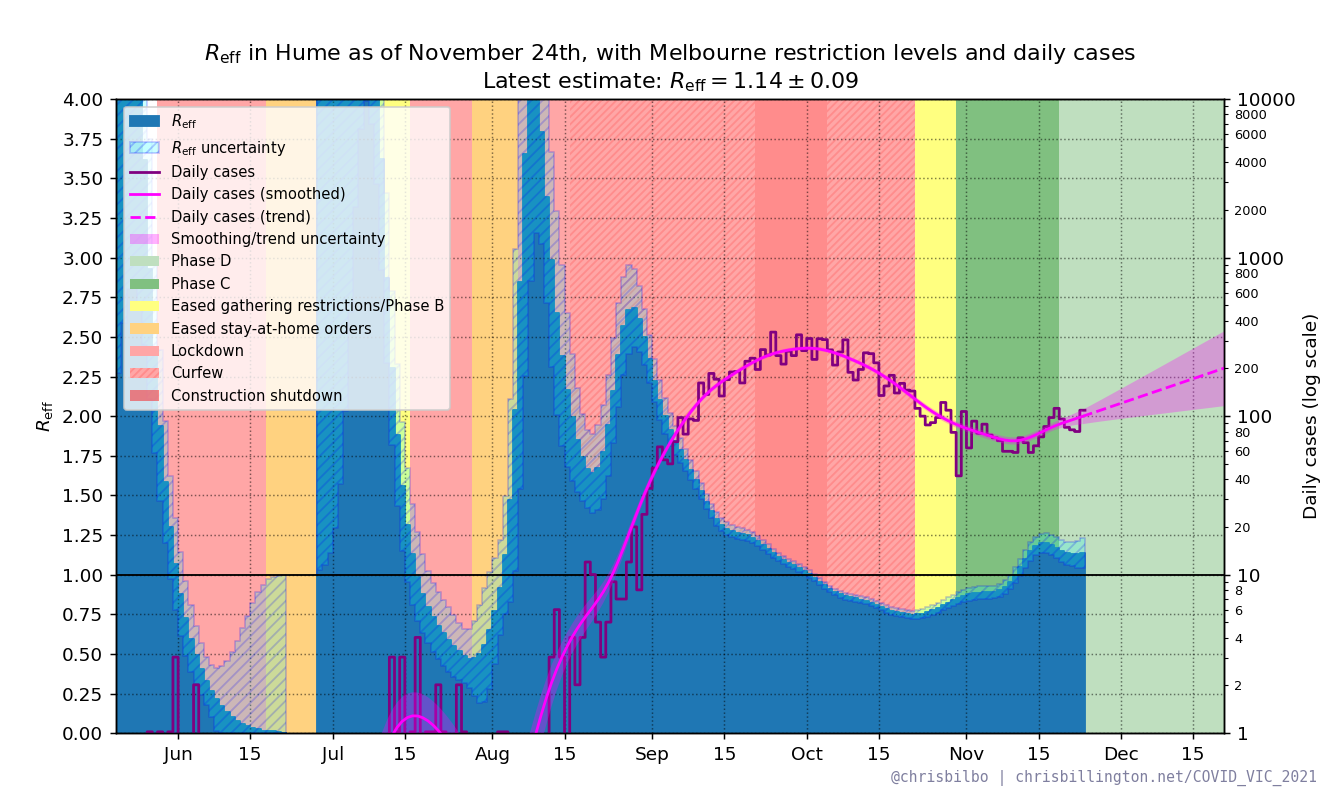 Reff in Hume as of November 24th, with Melbourne restriction levels and daily cases
Latest estimate: Reff = 1.14 ± 0.09
4.00
3.75
3.50
3.25
3.00
2.75
2.50
2.25
2.00
1.75
1.50
1.25
1.00
0.75
0.50
0.25
0.00
Reff
Reff
Reff uncertainty
Daily cases
Daily cases (smoothed)
Daily cases (trend)
Smoothing/trend uncertainty
Phase D
Phase C
Eased gathering restrictions/Phase B
Eased stay-at-home orders
Lockdown
Curfew
Construction shutdown
10000
8000
6000
4000
2000
1000
800
600
400
200
100
80
60
40
20
10
8
6
4
2
1
Daily cases (log scale)
Jun 15 Jul 15 Aug 15 Sep 15 Oct 15 Nov 15 Dec 15
@chrisbilbo | chrisbillington.net/COVID_VIC_2021